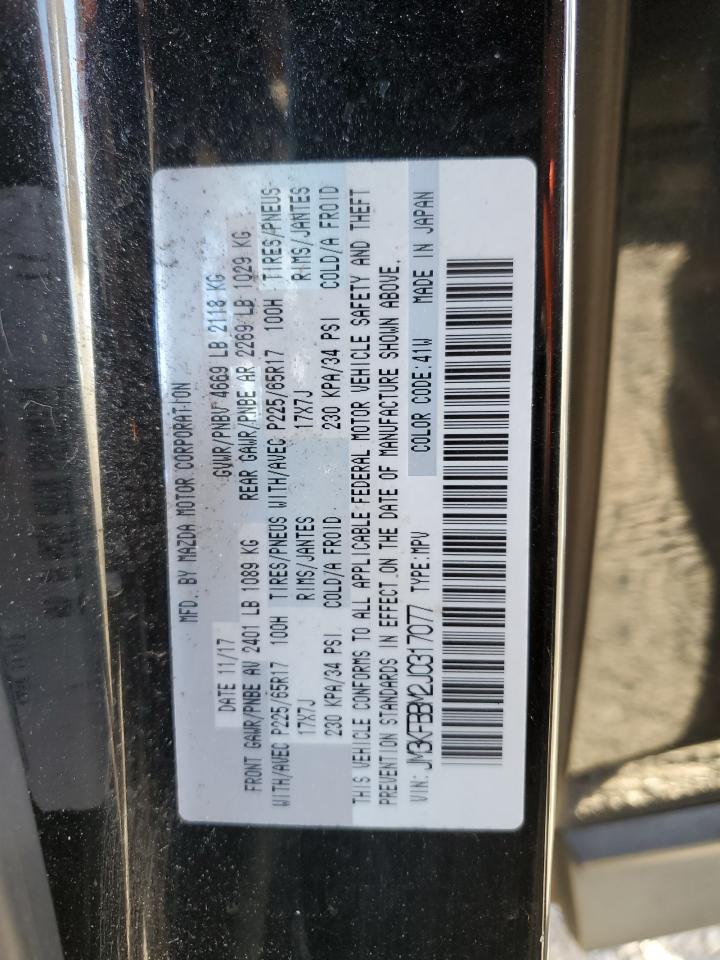 MFD. BY MAZDA MOTOR CORPORATION
DATE 11/17 GVWR/PNBV 4669 LB 2118 KG
FRONT GAWR/PNBE AV 2401 LB 1089 KG REAR GAWR/PNBE AR 2269 LB 1029 KG
WITH/AVEC P225/65R17 100H TIRES/PNEUS WITH/AVEC P225/65R17 100H TIRES/PNEUS
17X7J RIMS/JANTES 17X7J RIMS/JANTES
230 KPA/34 PSI COLD/A FROID. 230 KPA/34 PSI COLD/A FROID
THIS VEHICLE CONFORMS TO ALL APPLICABLE FEDERAL MOTOR VEHICLE SAFETY AND THEFT
PREVENTION STANDARDS IN EFFECT ON THE DATE OF MANUFACTURE SHOWN ABOVE.
VIN: JM3KFBBM2J0317077 TYPE:MPV COLOR CODE:41W MADE IN JAPAN